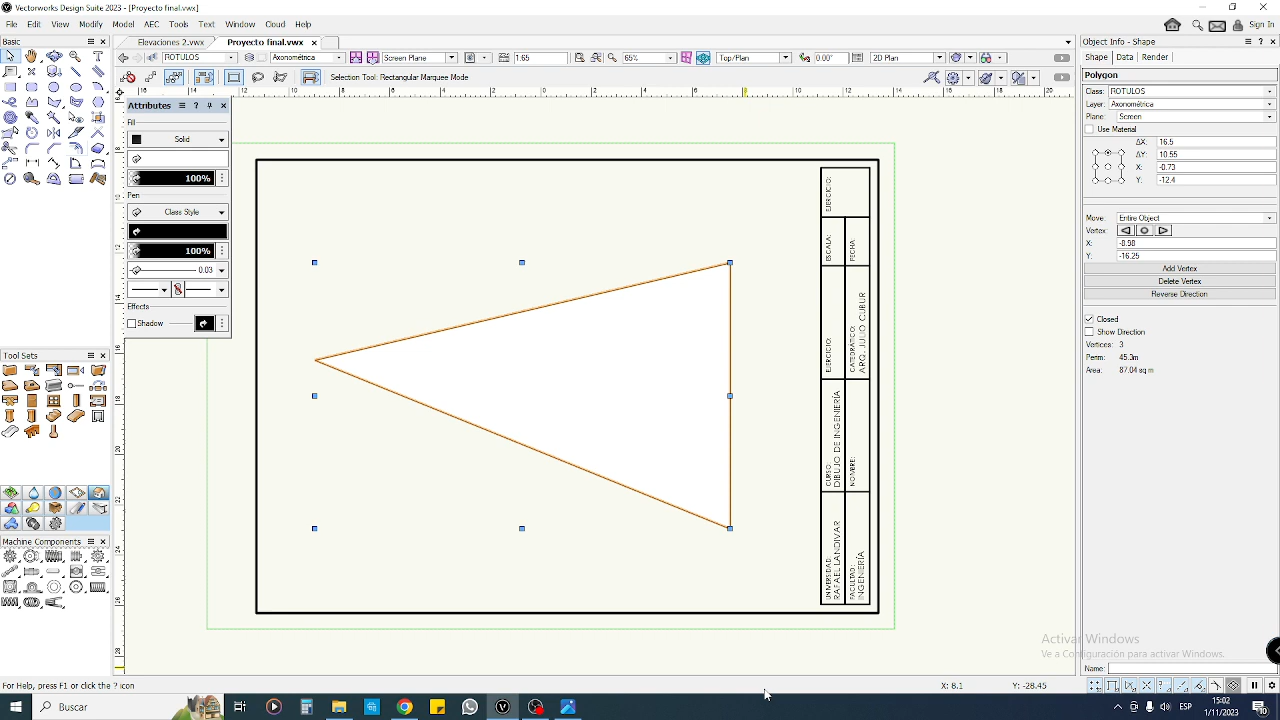 Vectorworks Design Suite 2023 - [Proyecto final.vwx]
File Edit View Modify Model AEC Tools Text Window Cloud Help
Sign In
Basic
Elevaciones 2.vwx
Proyecto final.vwx
Object Info - Shape
ROTULOS
Axonométrica
Screen Plane
1:65
65%
Top/Plan
0.00°
2D Plan
Shape Data Render
Selection Tool: Rectangular Marquee Mode
Polygon
Class: ROTULOS
Layer: Axonométrica
Plane: Screen
Use Material
ΔX: 16.5
ΔY: 10.55
X: -0.73
Y: -12.4
Move: Entire Object
Vertex:
X: -8.98
Y: -16.25
Add Vertex
Delete Vertex
Reverse Direction
Closed
Show Direction
Vertices: 3
Perim: 45.3m
Area: 87.04 sq m
Name:
Attributes
Fill
Solid
100%
Pen
Class Style
100%
0.03
Effects
Shadow
Tool Sets
Machine Components
EJERCICIO:
ESCALA:
FECHA
EJERCICIO:
CATEDRÁTICO:
ARQ. JULIO CUBUR
CURSO:
DIBUJO DE INGENIERÍA
NOMBRE:
UNIVERSIDAD:
RAFAEL LANDIVAR
FACULTAD:
INGENIERÍA
Activar Windows
Ve a Configuración para activar Windows.
For Help, press F1 or click the ? icon
X: 8.1
Y: -28.45
Buscar
ESP
15:02
1/11/2023